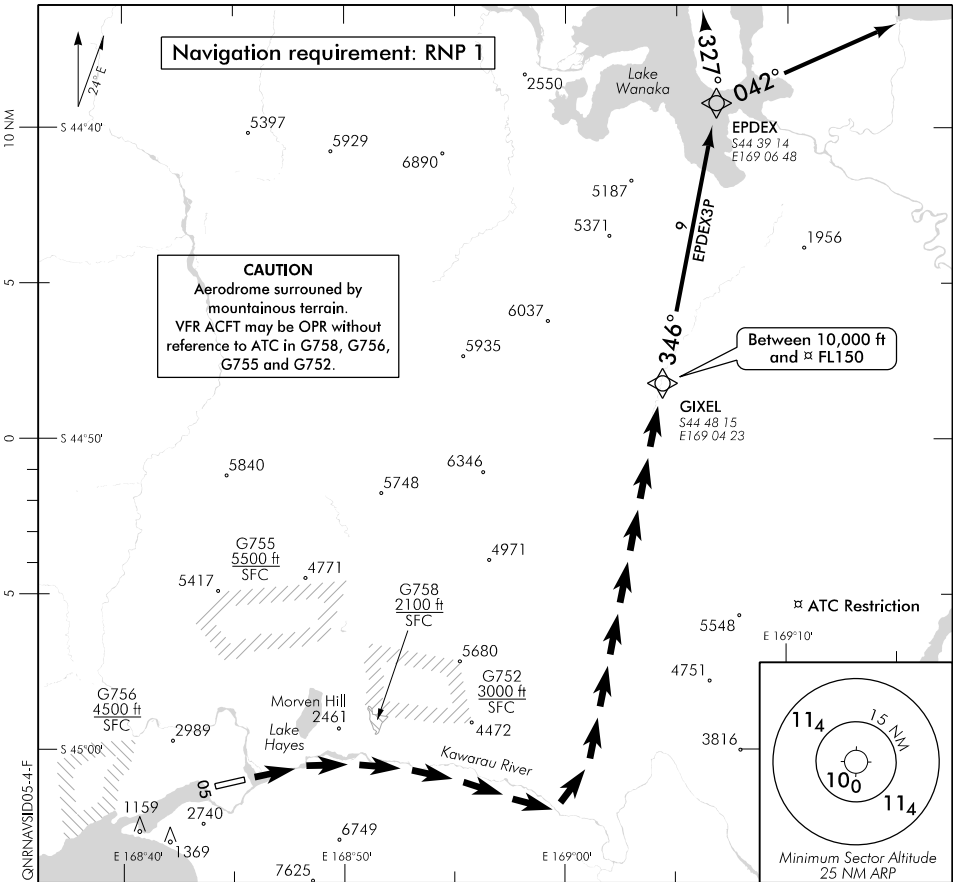 Navigation requirement: RNP 1
24° E
10 NM
S 44°40'
5397
5929
6890
2550
Lake
Wanaka
327°
042°
EPDEX
S44 39 14
E169 06 48
5187
5371
1956
9
EPDEX3P
5
CAUTION
Aerodrome surrouned by
mountainous terrain.
VFR ACFT may be OPR without
reference to ATC in G758, G756,
G755 and G752.
6037
5935
346°
Between 10,000 ft
and ¤ FL150
GIXEL
S44 48 15
E169 04 23
0
S 44°50'
5840
5748
6346
4971
G755
5500 ft
SFC
5417
4771
G758
2100 ft
SFC
5
¤ ATC Restriction
5548
E 169°10'
5680
4751
G752
3000 ft
SFC
4472
G756
4500 ft
SFC
2989
Morven Hill
2461
Lake
Hayes
S 45°00'
Kawarau River
3816
05
1159
2740
1369
6749
7625
E 168°40'
E 168°50'
E 169°00'
QNRNAVSID05-4-F
11₄
15 NM
10₀
11₄
Minimum Sector Altitude
25 NM ARP